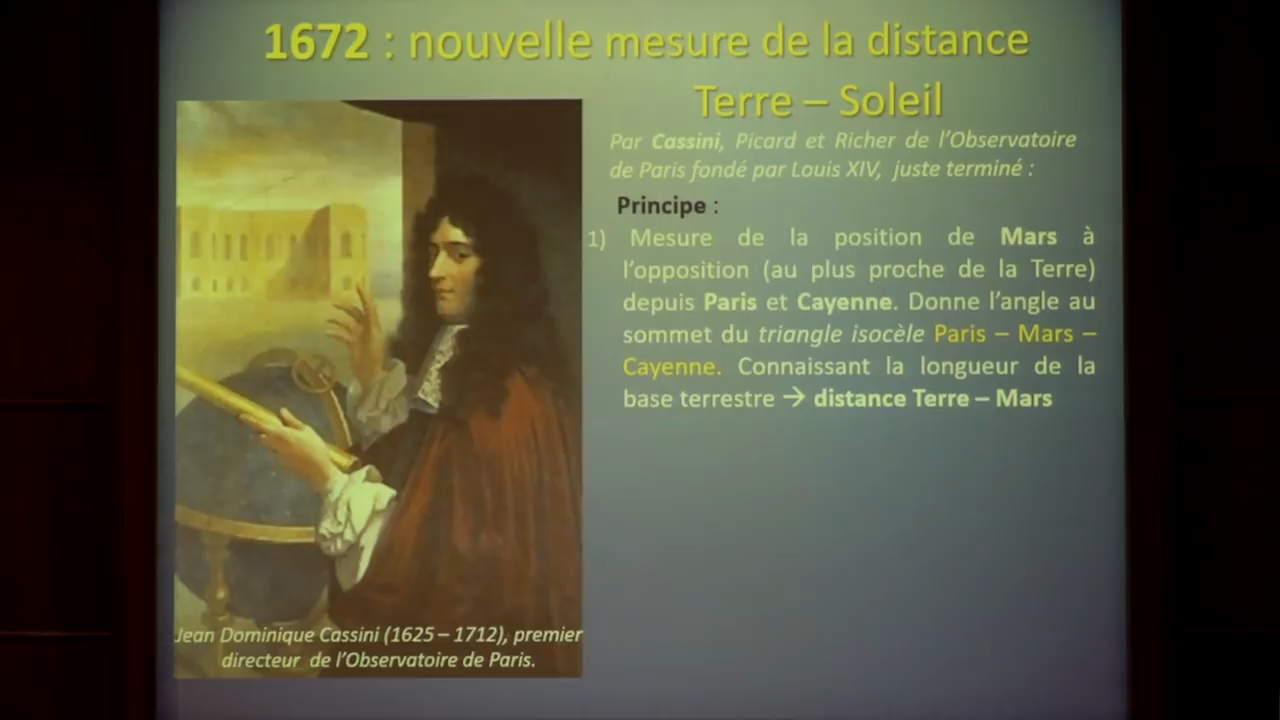 1672 : nouvelle mesure de la distance
Terre – Soleil
Par Cassini, Picard et Richer de l'Observatoire
de Paris fondé par Louis XIV, juste terminé :
Principe :
1) Mesure de la position de Mars à
l'opposition (au plus proche de la Terre)
depuis Paris et Cayenne. Donne l'angle au
sommet du triangle isocèle Paris – Mars –
Cayenne. Connaissant la longueur de la
base terrestre → distance Terre – Mars
Jean Dominique Cassini (1625 – 1712), premier
directeur de l'Observatoire de Paris.